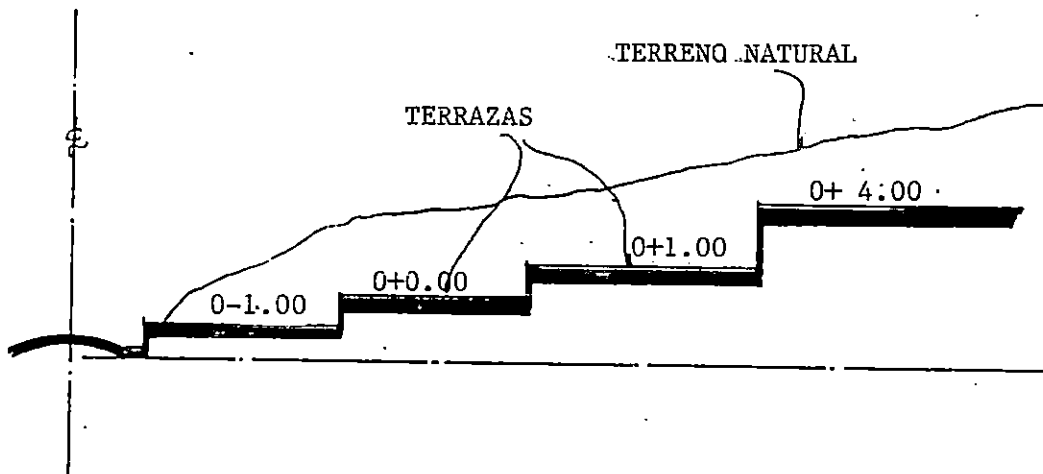 TERRENO NATURAL
TERRAZAS
℄
0+ 4:00
0+1.00
0+0.00
0-1.00